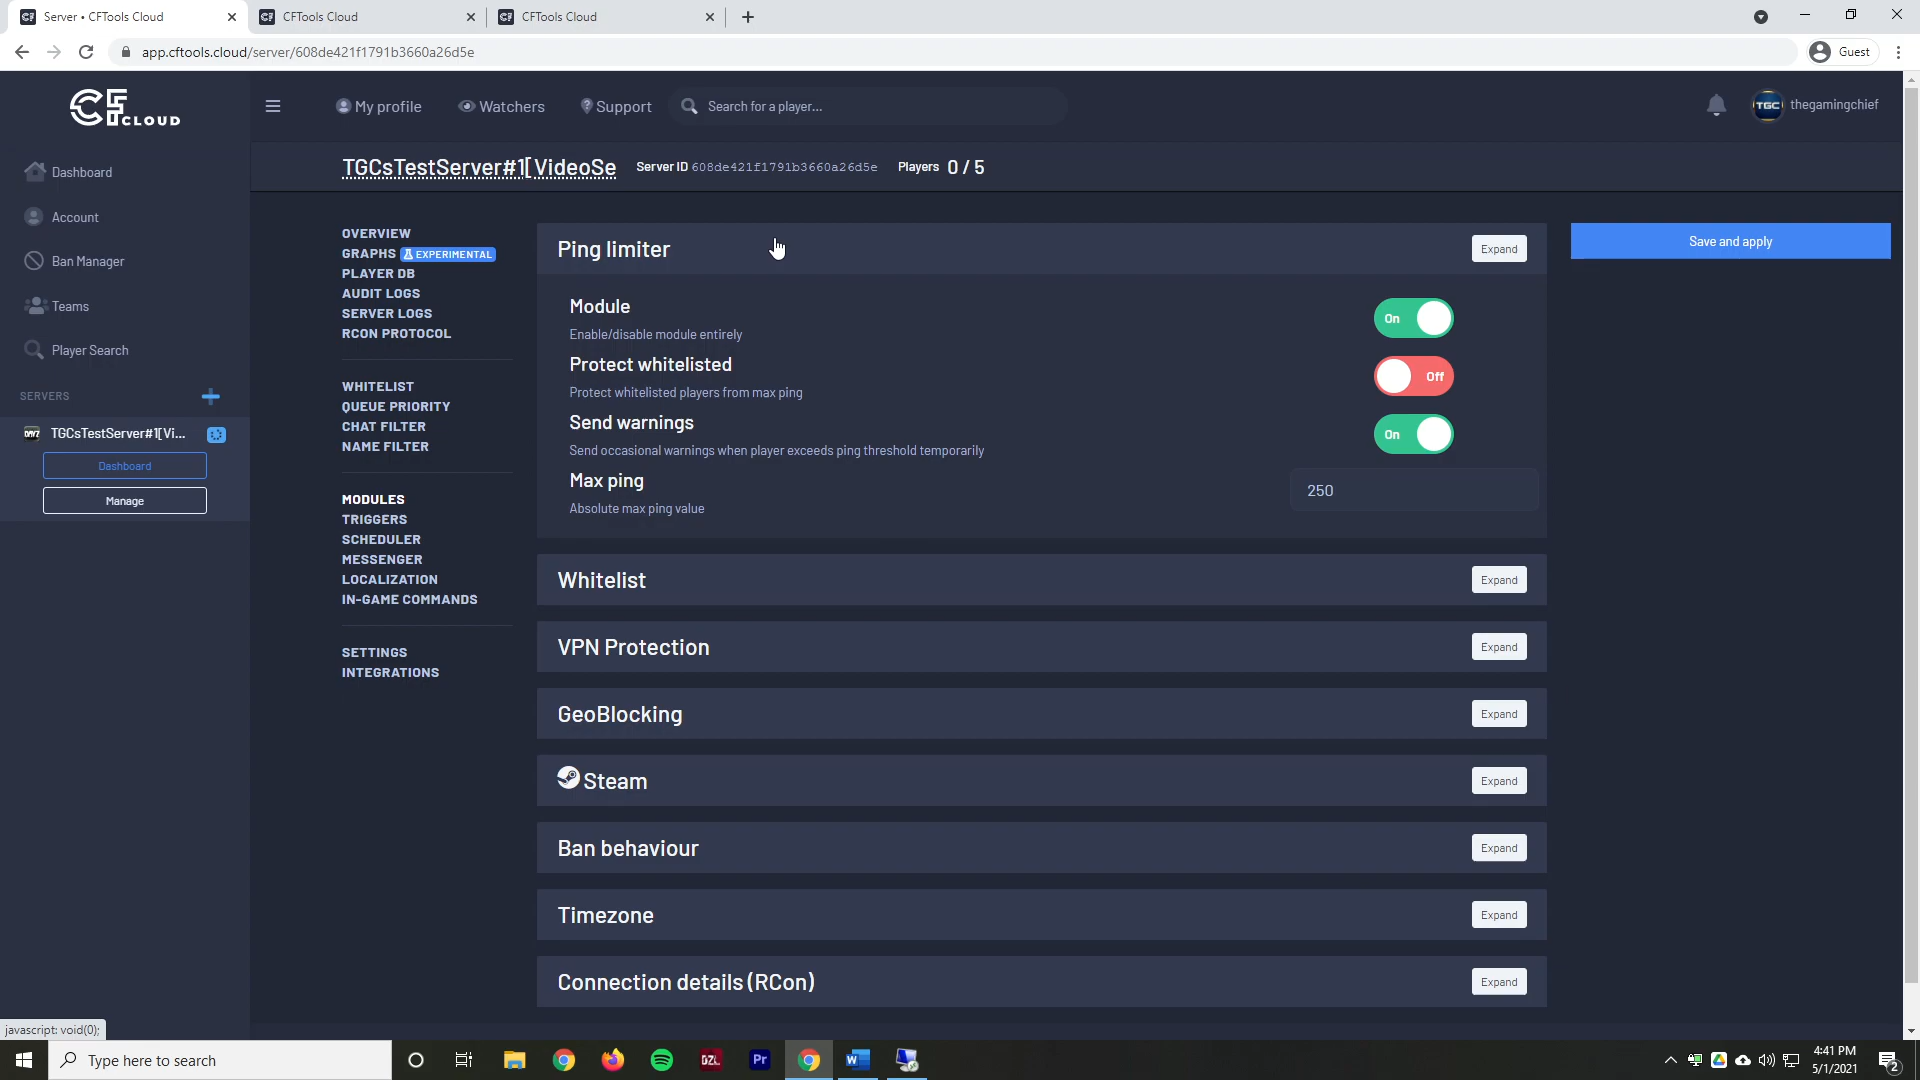 Server • CFTools Cloud
CFTools Cloud
CFTools Cloud
app.cftools.cloud/server/608de421f1791b3660a26d5e
Guest
CF CLOUD
My profile
Watchers
Support
Search for a player...
TGC
thegamingchief
TGCsTestServer#1[VideoSe
Server ID 608de421f1791b3660a26d5e
Players 0 / 5
Dashboard
Account
Ban Manager
Teams
Player Search
SERVERS
DAYZ
TGCsTestServer#1[Vi...
Dashboard
Manage
OVERVIEW
GRAPHS EXPERIMENTAL
PLAYER DB
AUDIT LOGS
SERVER LOGS
RCON PROTOCOL
WHITELIST
QUEUE PRIORITY
CHAT FILTER
NAME FILTER
MODULES
TRIGGERS
SCHEDULER
MESSENGER
LOCALIZATION
IN-GAME COMMANDS
SETTINGS
INTEGRATIONS
Ping limiter
Expand
Module
Enable/disable module entirely
On
Protect whitelisted
Protect whitelisted players from max ping
Off
Send warnings
Send occasional warnings when player exceeds ping threshold temporarily
On
Max ping
Absolute max ping value
250
Whitelist
Expand
VPN Protection
Expand
GeoBlocking
Expand
Steam
Expand
Ban behaviour
Expand
Timezone
Expand
Connection details (RCon)
Expand
Save and apply
javascript: void(0);
Type here to search
DZL
Pr
W
4:41 PM
5/1/2021
2